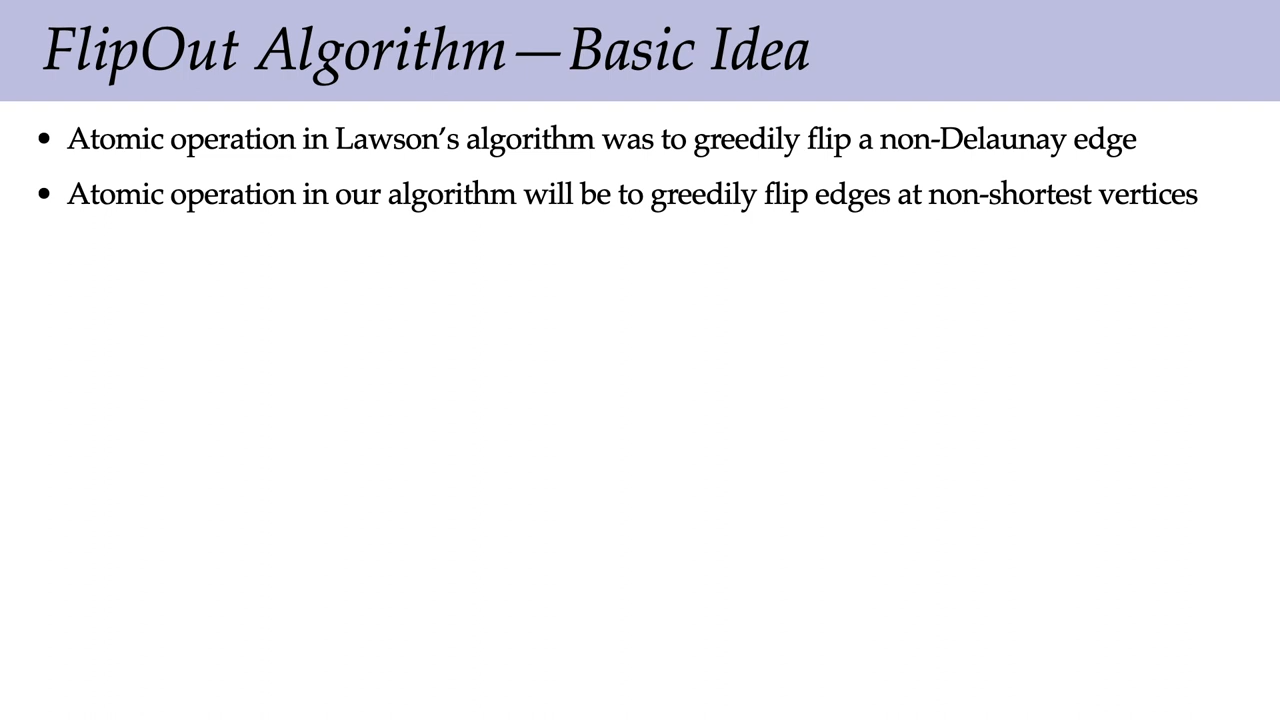 FlipOut Algorithm—Basic Idea
• Atomic operation in Lawson’s algorithm was to greedily flip a non-Delaunay edge
• Atomic operation in our algorithm will be to greedily flip edges at non-shortest vertices